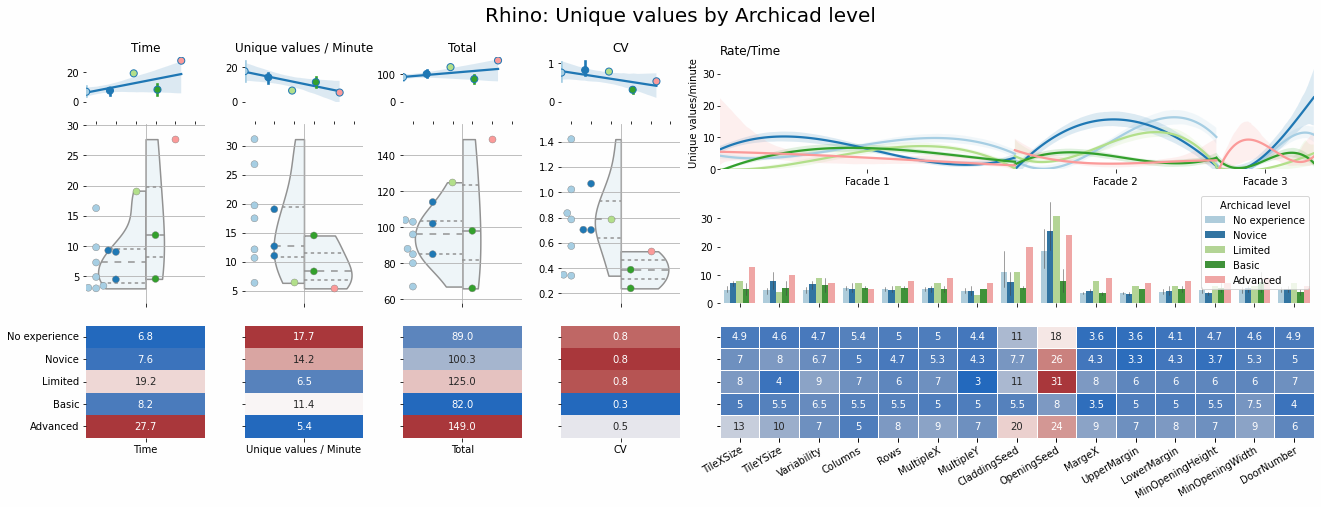 Rhino: Unique values by Archicad level
Time
Unique values / Minute
Total
CV
Rate/Time
20
0
20
0
100
0
1
0
30
20
10
0
Unique values/minute
Facade 1
Facade 2
Facade 3
30
25
20
15
10
5
30
25
20
15
10
5
140
120
100
80
60
1.4
1.2
1.0
0.8
0.6
0.4
0.2
30
20
10
0
Archicad level
No experience
Novice
Limited
Basic
Advanced
No experience 6.8 17.7 89.0 0.8 4.9 4.6 4.7 5.4 5 5 4.4 11 18 3.6 3.6 4.1 4.7 4.6 4.9
Novice 7.6 14.2 100.3 0.8 7 8 6.7 5 4.7 5.3 4.3 7.7 26 4.3 3.3 4.3 3.7 5.3 5
Limited 19.2 6.5 125.0 0.8 8 4 9 7 6 7 3 11 31 8 6 6 6 6 7
Basic 8.2 11.4 82.0 0.3 5 5.5 6.5 5.5 5.5 5 5 5.5 8 3.5 5 5 5.5 7.5 4
Advanced 27.7 5.4 149.0 0.5 13 10 7 5 8 9 7 20 24 9 7 8 7 9 6
Time
Unique values / Minute
Total
CV
TileXSize
TileYSize
Variability
Columns
Rows
MultipleX
MultipleY
CladdingSeed
OpeningSeed
MargeX
UpperMargin
LowerMargin
MinOpeningHeight
MinOpeningWidth
DoorNumber